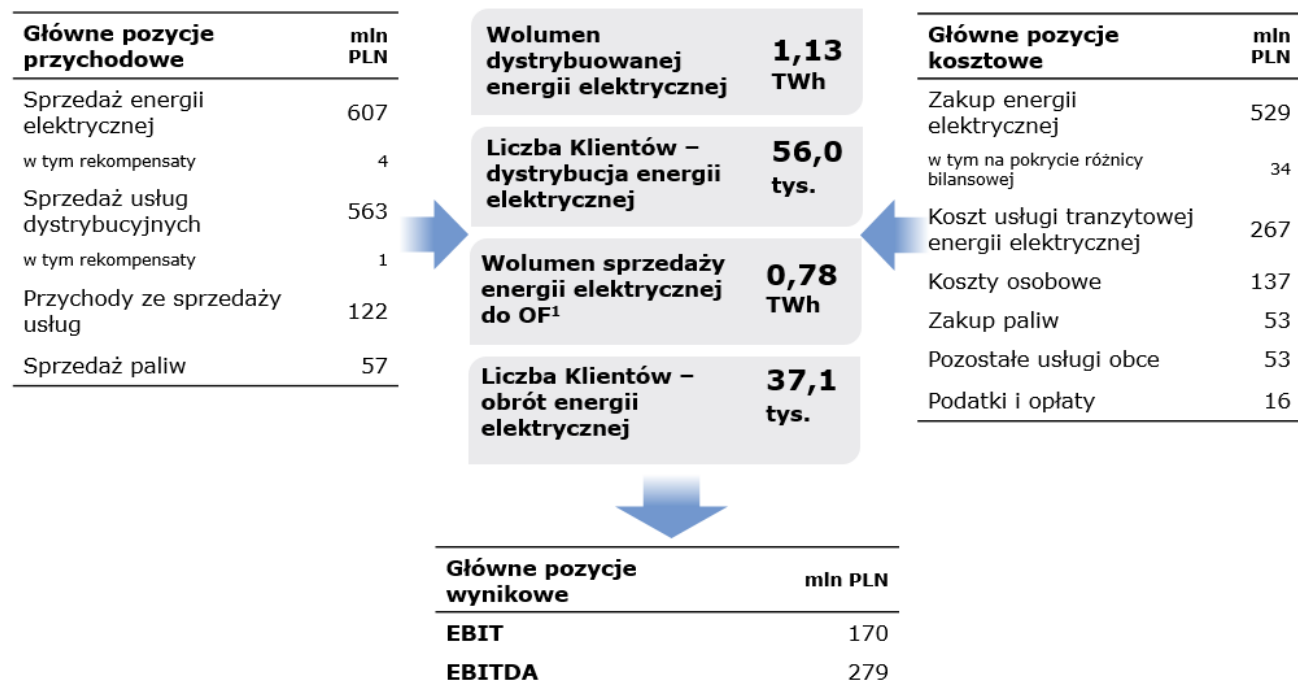 Główne pozycje
przychodowe
mln
PLN
Sprzedaż energii
elektrycznej
607
w tym rekompensaty
4
Sprzedaż usług
dystrybucyjnych
563
w tym rekompensaty
1
Przychody ze sprzedaży
usług
122
Sprzedaż paliw
57
Wolumen
dystrybuowanej
energii elektrycznej
1,13
TWh
Liczba Klientów –
dystrybucja energii
elektrycznej
56,0
tys.
Wolumen sprzedaży
energii elektrycznej
do OF¹
0,78
TWh
Liczba Klientów –
obrót energii
elektrycznej
37,1
tys.
Główne pozycje
kosztowe
mln
PLN
Zakup energii
elektrycznej
529
w tym na pokrycie różnicy
bilansowej
34
Koszt usługi tranzytowej
energii elektrycznej
267
Koszty osobowe
137
Zakup paliw
53
Pozostałe usługi obce
53
Podatki i opłaty
16
Główne pozycje
wynikowe
mln PLN
EBIT
170
EBITDA
279